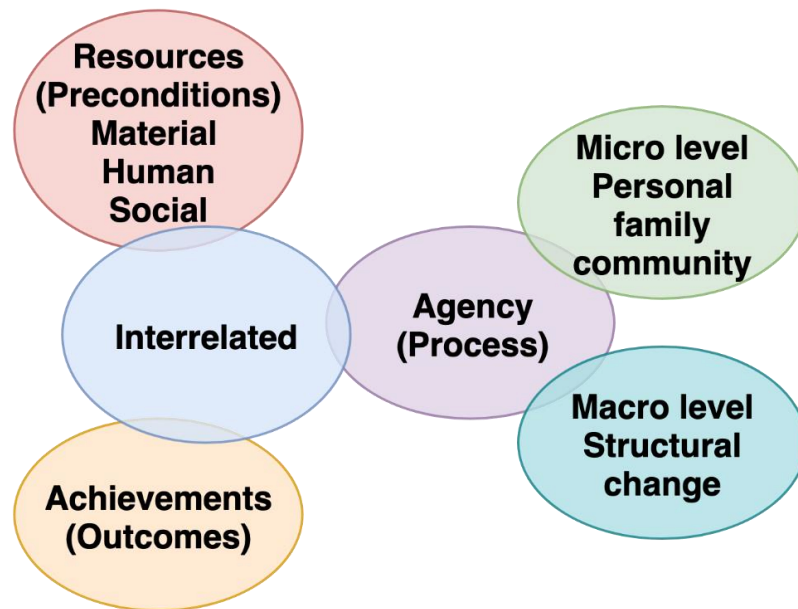 Resources
(Preconditions)
Material
Human
Social
Micro level
Personal
family
community
Interrelated
Agency
(Process)
Macro level
Structural
change
Achievements
(Outcomes)